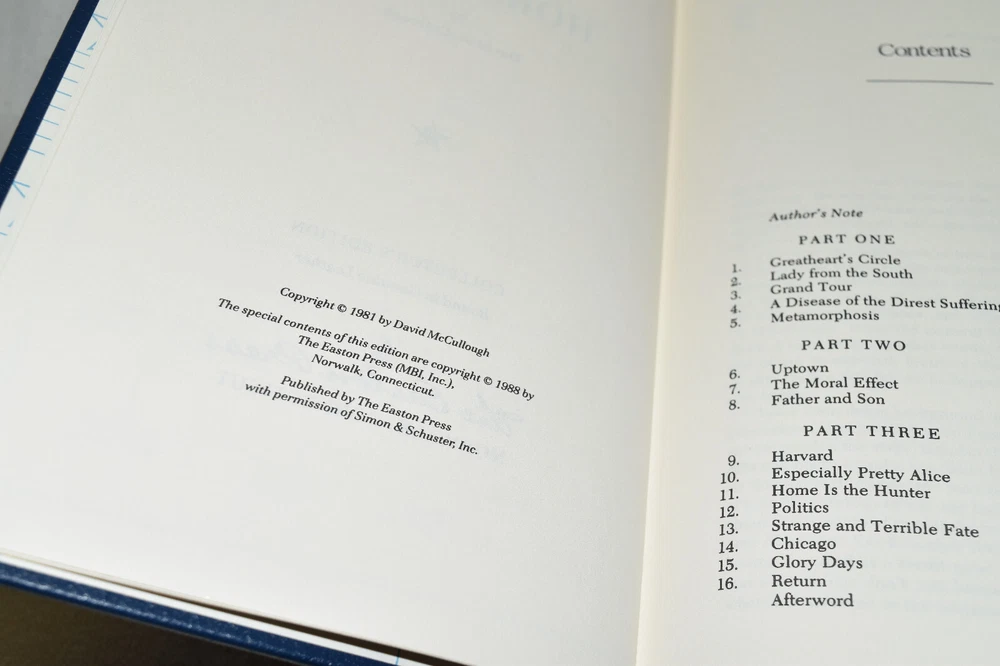 Copyright © 1981 by David McCullough
The special contents of this edition are copyright © 1988 by
The Easton Press (MBI, Inc.),
Norwalk, Connecticut.
Published by The Easton Press
with permission of Simon & Schuster, Inc.
Contents
Author's Note
PART ONE
1. Greatheart's Circle
2. Lady from the South
3. Grand Tour
4. A Disease of the Direst Suffering
5. Metamorphosis
PART TWO
6. Uptown
7. The Moral Effect
8. Father and Son
PART THREE
9. Harvard
10. Especially Pretty Alice
11. Home Is the Hunter
12. Politics
13. Strange and Terrible Fate
14. Chicago
15. Glory Days
16. Return
Afterword